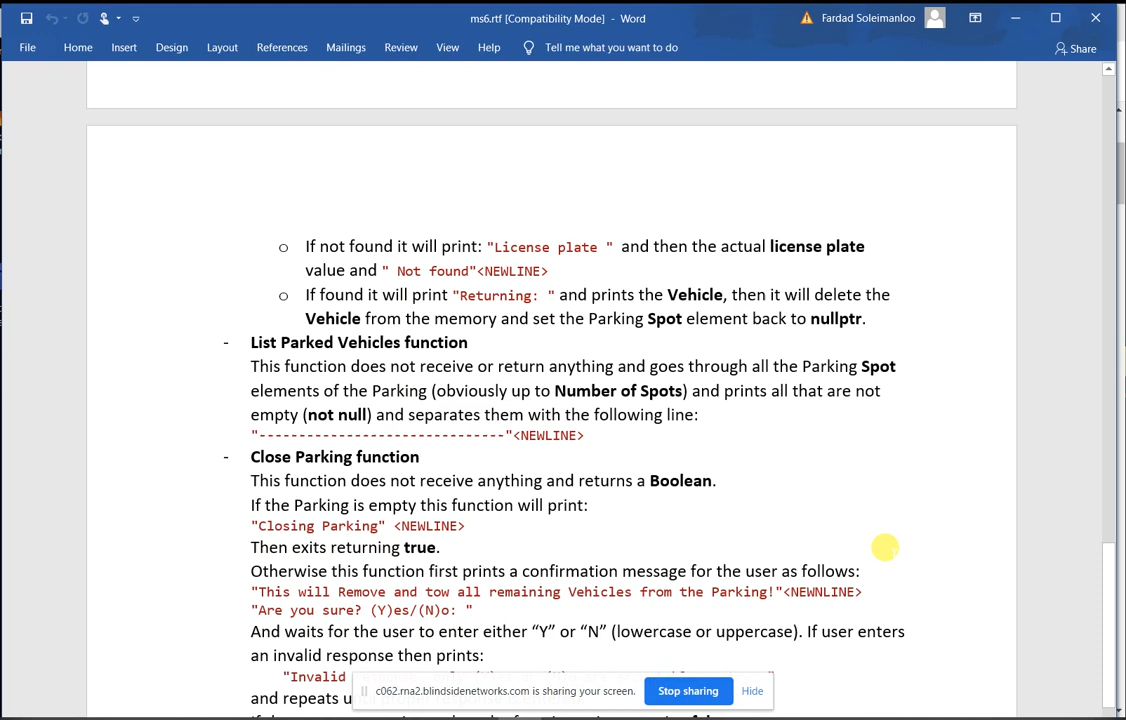 ms6.rtf [Compatibility Mode] - Word
Fardad Soleimanloo
File Home Insert Design Layout References Mailings Review View Help Tell me what you want to do Share
o If not found it will print: "License plate " and then the actual license plate
value and " Not found"<NEWLINE>
o If found it will print "Returning: " and prints the Vehicle, then it will delete the
Vehicle from the memory and set the Parking Spot element back to nullptr.
- List Parked Vehicles function
This function does not receive or return anything and goes through all the Parking Spot
elements of the Parking (obviously up to Number of Spots) and prints all that are not
empty (not null) and separates them with the following line:
"-------------------------------"<NEWLINE>
- Close Parking function
This function does not receive anything and returns a Boolean.
If the Parking is empty this function will print:
"Closing Parking" <NEWLINE>
Then exits returning true.
Otherwise this function first prints a confirmation message for the user as follows:
"This will Remove and tow all remaining Vehicles from the Parking!"<NEWNLINE>
"Are you sure? (Y)es/(N)o: "
And waits for the user to enter either “Y” or “N” (lowercase or uppercase). If user enters
an invalid response then prints:
"Invalid
c062.rna2.blindsidenetworks.com is sharing your screen. Stop sharing Hide
and repeats